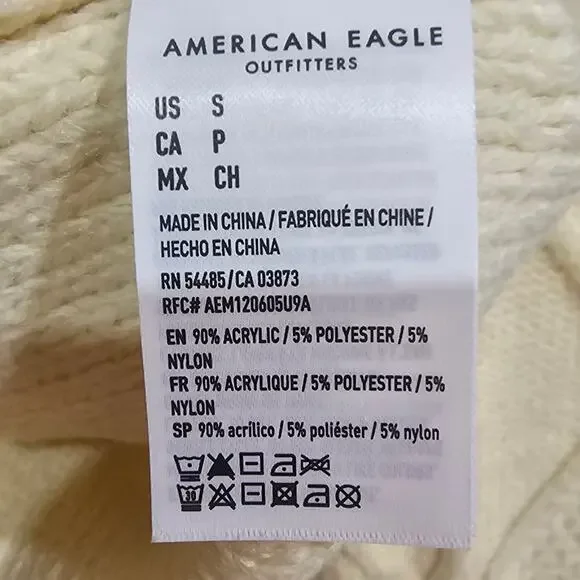 AMERICAN EAGLE
OUTFITTERS
US S
CA P
MX CH
MADE IN CHINA / FABRIQUÉ EN CHINE /
HECHO EN CHINA
RN 54485 / CA 03873
RFC# AEM120605U9A
EN 90% ACRYLIC / 5% POLYESTER / 5%
NYLON
FR 90% ACRYLIQUE / 5% POLYESTER / 5%
NYLON
SP 90% acrílico / 5% poliéster / 5% nylon
30